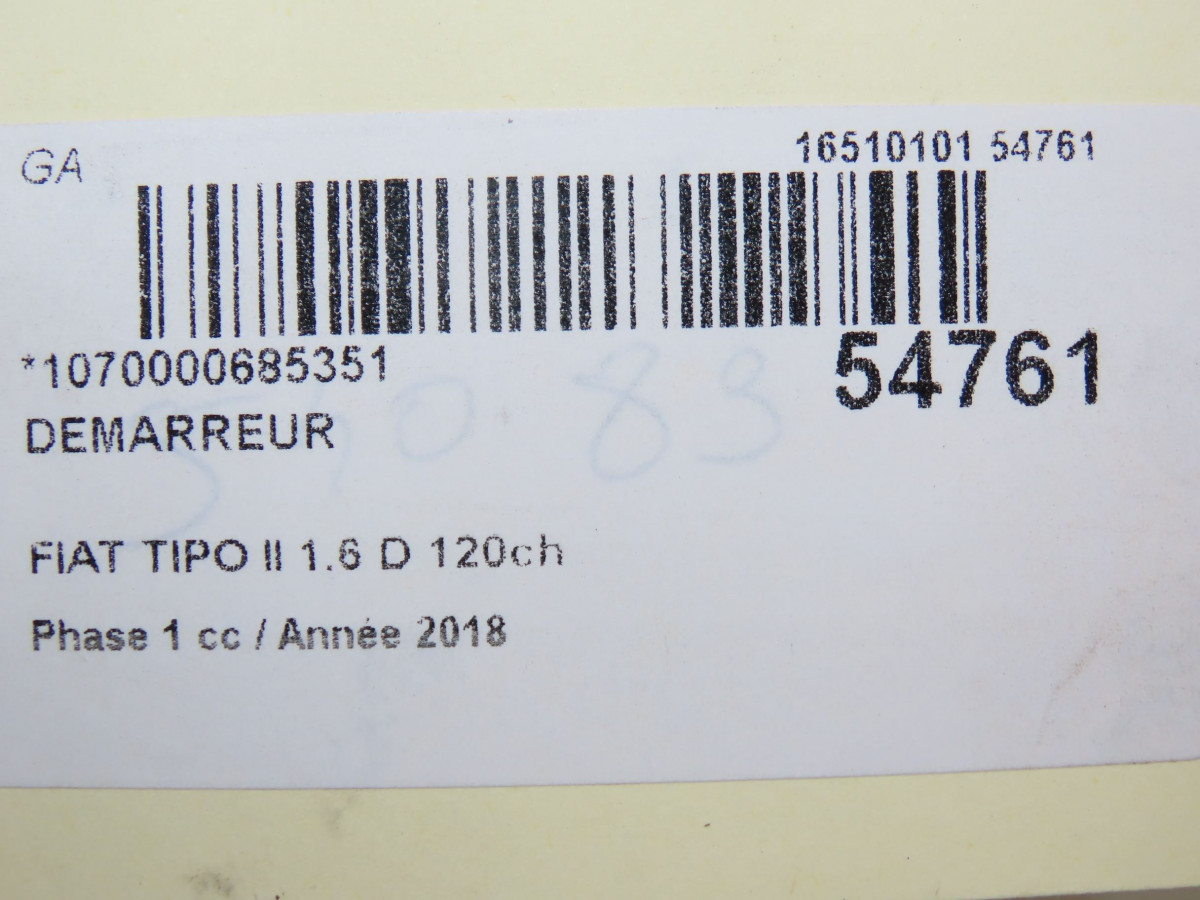 GA
16510101 54761
*1070000685351
54761
DEMARREUR
FIAT TIPO II 1.6 D 120ch
Phase 1 cc / Année 2018